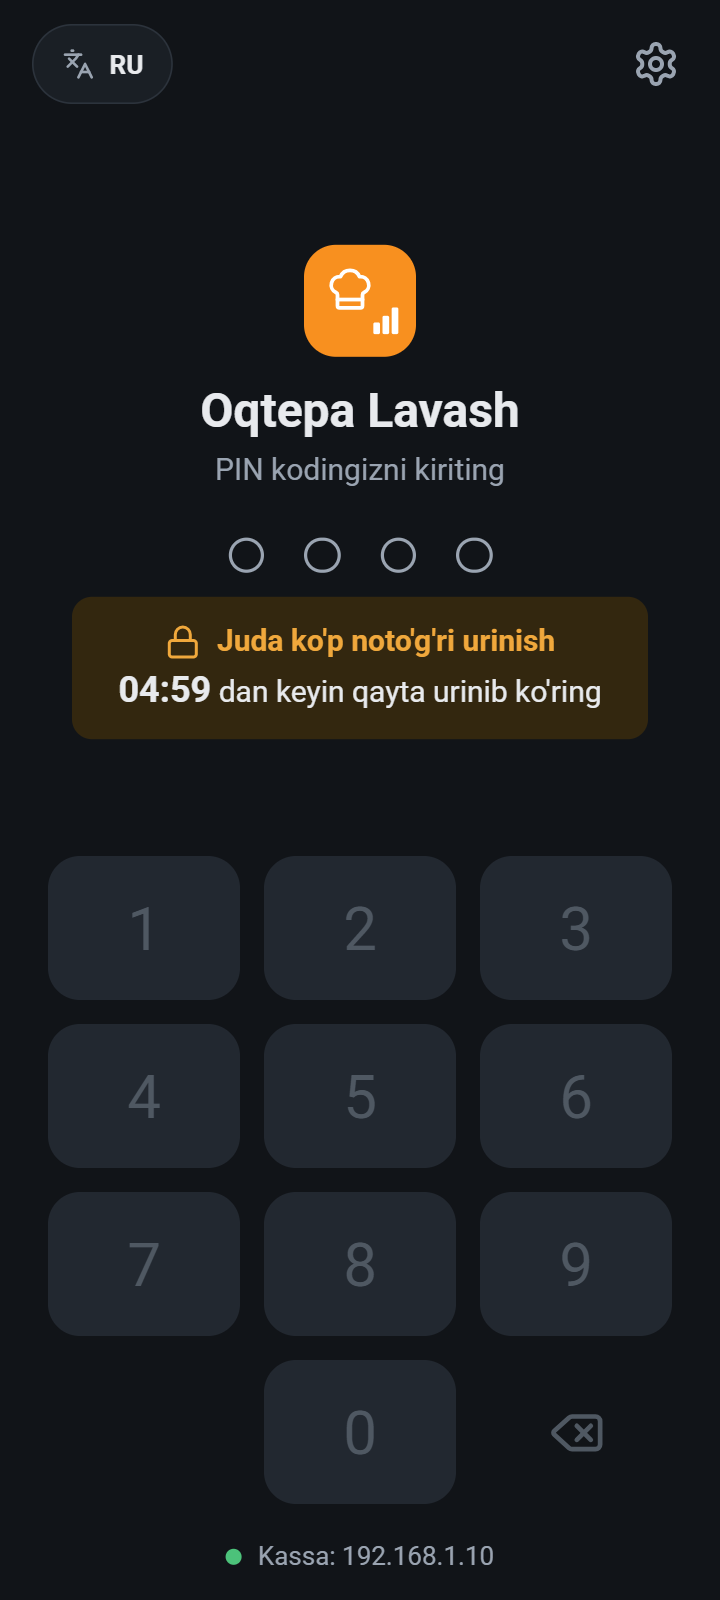 RU
Oqtepa Lavash
PIN kodingizni kiriting
Juda ko'p noto'g'ri urinish
04:59 dan keyin qayta urinib ko'ring
1 2 3
4 5 6
7 8 9
0
Kassa: 192.168.1.10